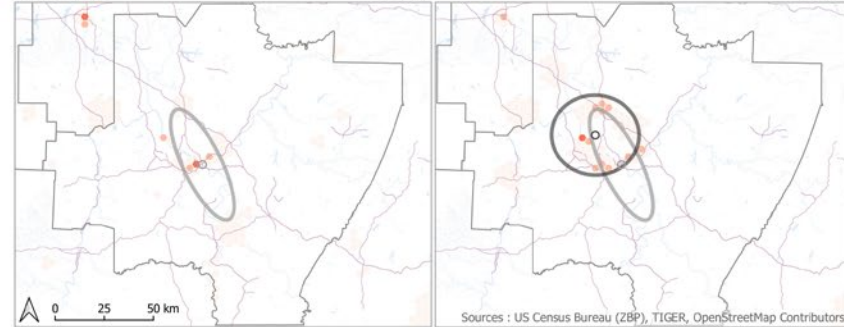 0 25 50 km
Sources : US Census Bureau (ZBP), TIGER, OpenStreetMap Contributors